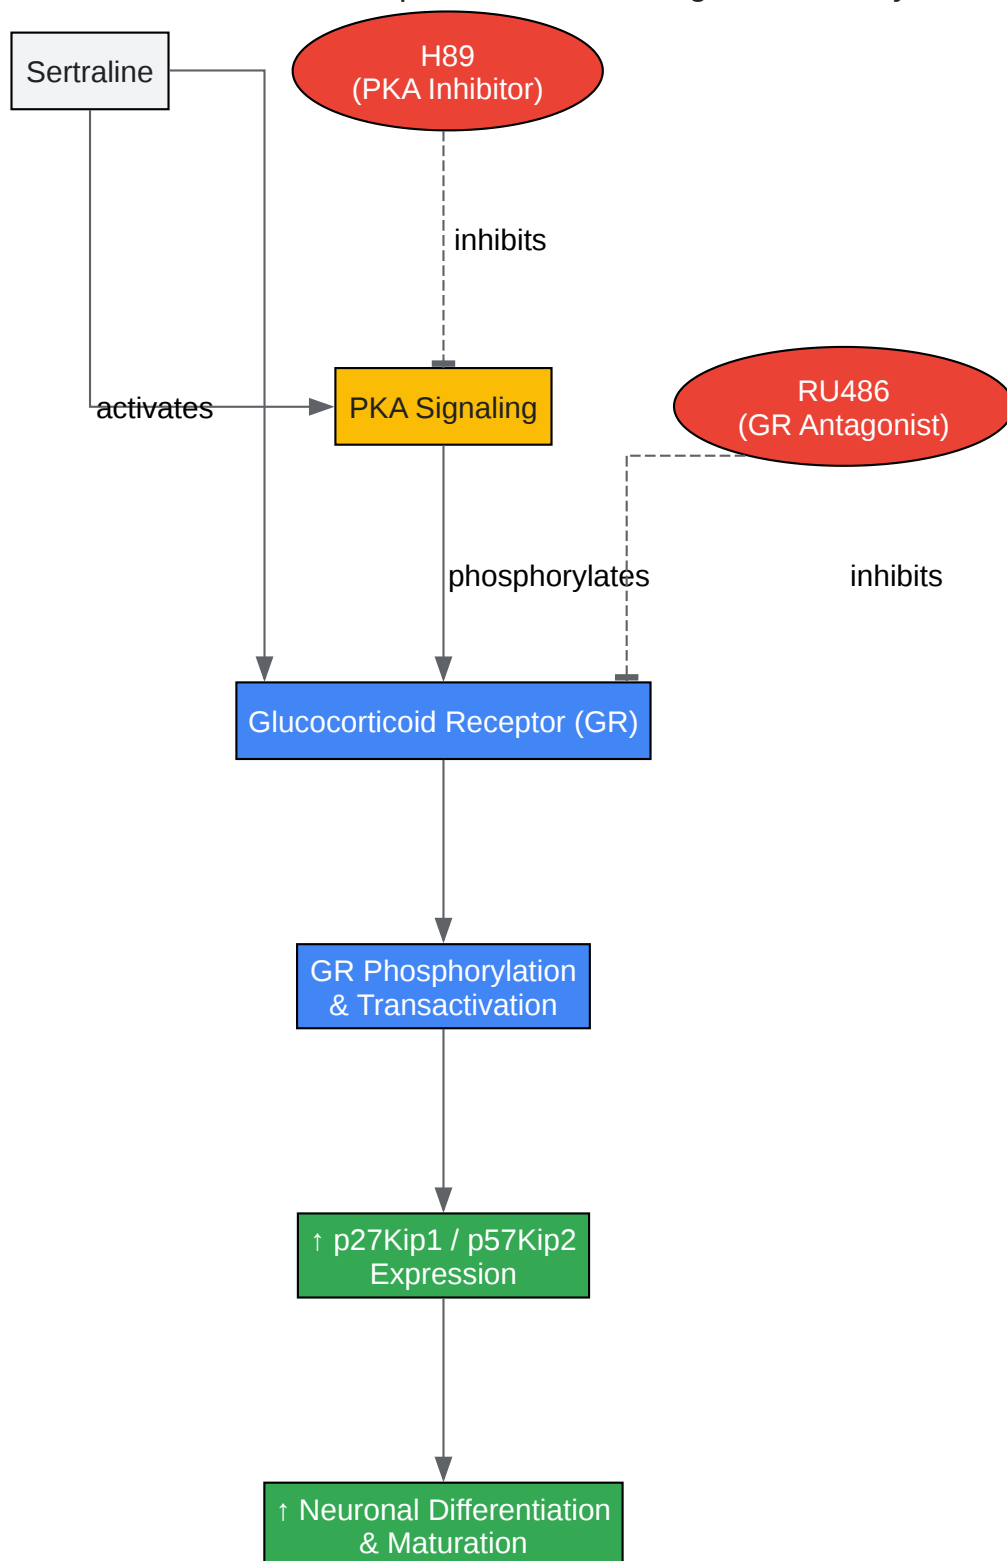 Sertraline
H89
(PKA Inhibitor)
inhibits
activates
PKA Signaling
RU486
(GR Antagonist)
phosphorylates
inhibits
Glucocorticoid Receptor (GR)
GR Phosphorylation
& Transactivation
↑ p27Kip1 / p57Kip2
Expression
↑ Neuronal Differentiation
& Maturation